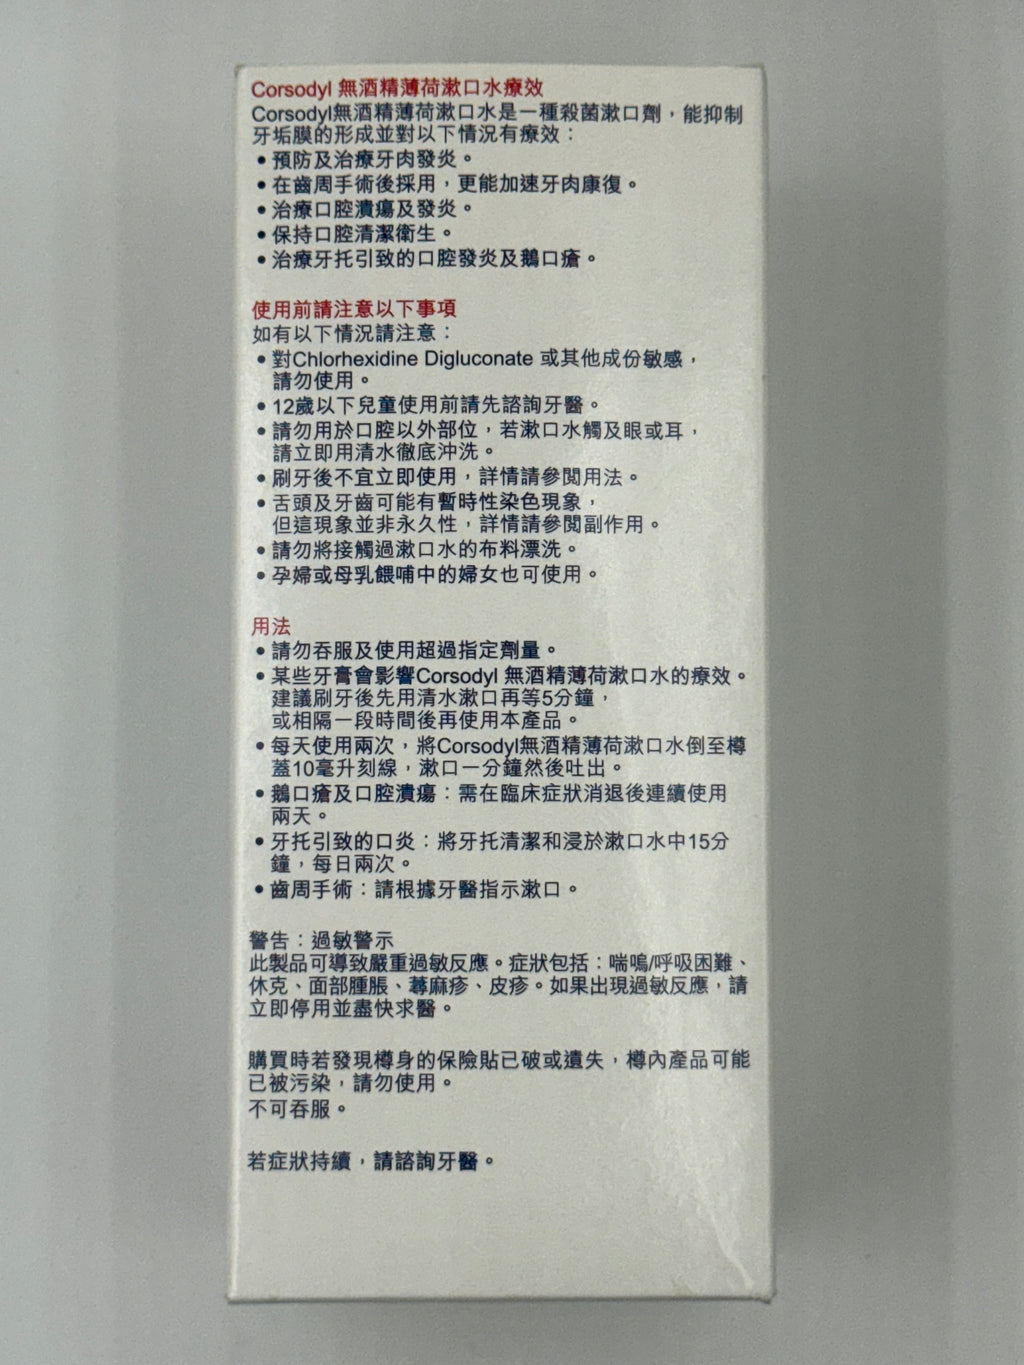 Corsodyl 無酒精薄荷漱口水療效
Corsodyl無酒精薄荷漱口水是一種殺菌漱口劑，能抑制
牙垢膜的形成並對以下情況有療效：
•預防及治療牙肉發炎。
•在齒周手術後採用，更能加速牙肉康復。
•治療口腔潰瘍及發炎。
•保持口腔清潔衛生。
•治療牙托引致的口腔發炎及鵝口瘡。
使用前請注意以下事項
如有以下情況請注意：
•對Chlorhexidine Digluconate 或其他成份敏感，
請勿使用。
•12歲以下兒童使用前請先諮詢牙醫。
•請勿用於口腔以外部位，若漱口水觸及眼或耳，
請立即用清水徹底沖洗。
•刷牙後不宜立即使用，詳情請參閱用法。
•舌頭及牙齒可能有暫時性染色現象，
但這現象並非永久性，詳情請參閱副作用。
•請勿將接觸過漱口水的布料漂洗。
•孕婦或母乳餵哺中的婦女也可使用。
用法
•請勿吞服及使用超過指定劑量。
•某些牙膏會影響Corsodyl 無酒精薄荷漱口水的療效。
建議刷牙後先用清水漱口再等5分鐘，
或相隔一段時間後再使用本產品。
•每天使用兩次，將Corsodyl無酒精薄荷漱口水倒至樽
蓋10毫升刻線，漱口一分鐘然後吐出。
•鵝口瘡及口腔潰瘍：需在臨床症狀消退後連續使用
兩天。
•牙托引致的口炎：將牙托清潔和浸於漱口水中15分
鐘，每日兩次。
•齒周手術：請根據牙醫指示漱口。
警告：過敏警示
此製品可導致嚴重過敏反應。症狀包括：喘鳴/呼吸困難、
休克、面部腫脹、蕁麻疹、皮疹。如果出現過敏反應，請
立即停用並盡快求醫。
購買時若發現樽身的保險貼已破或遺失，樽內產品可能
已被污染，請勿使用。
不可吞服。
若症狀持續，請諮詢牙醫。